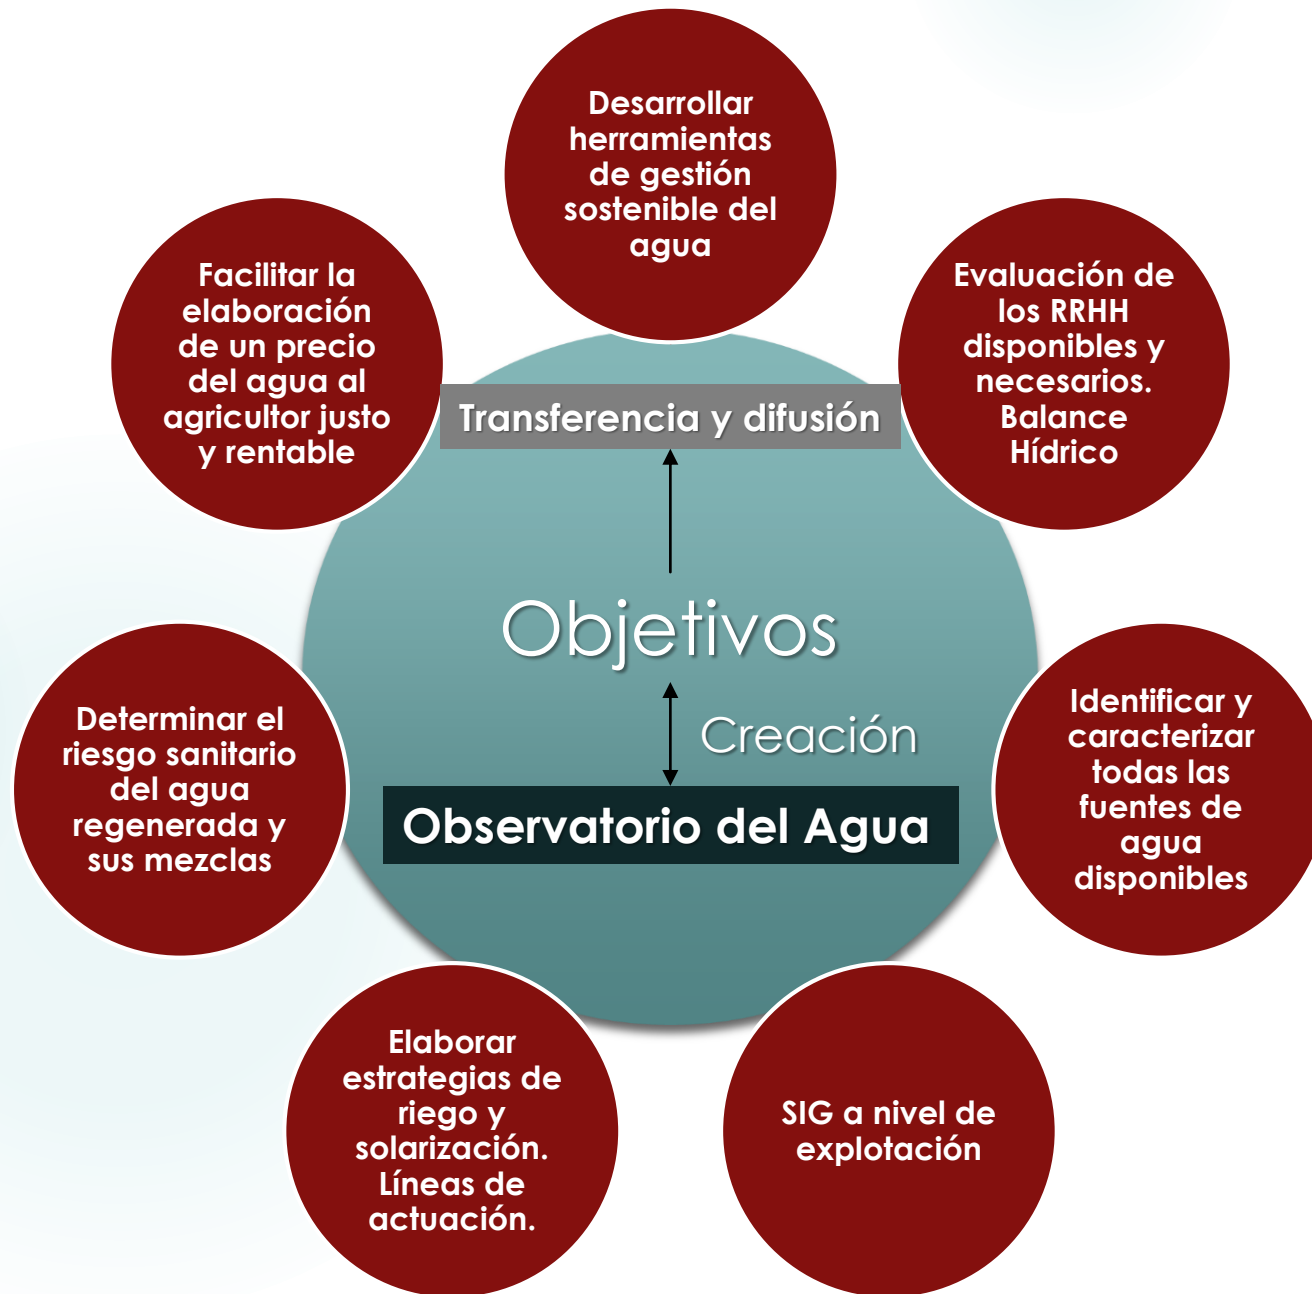 Desarrollar
herramientas
de gestión
sostenible del
agua
Evaluación de
los RRHH
disponibles y
necesarios.
Balance
Hídrico
Identificar y
caracterizar
todas las
fuentes de
agua
disponibles
SIG a nivel de
explotación
Elaborar
estrategias de
riego y
solarización.
Líneas de
actuación.
Determinar el
riesgo sanitario
del agua
regenerada y
sus mezclas
Facilitar la
elaboración
de un precio
del agua al
agricultor justo
y rentable
Transferencia y difusión
Objetivos
Creación
Observatorio del Agua